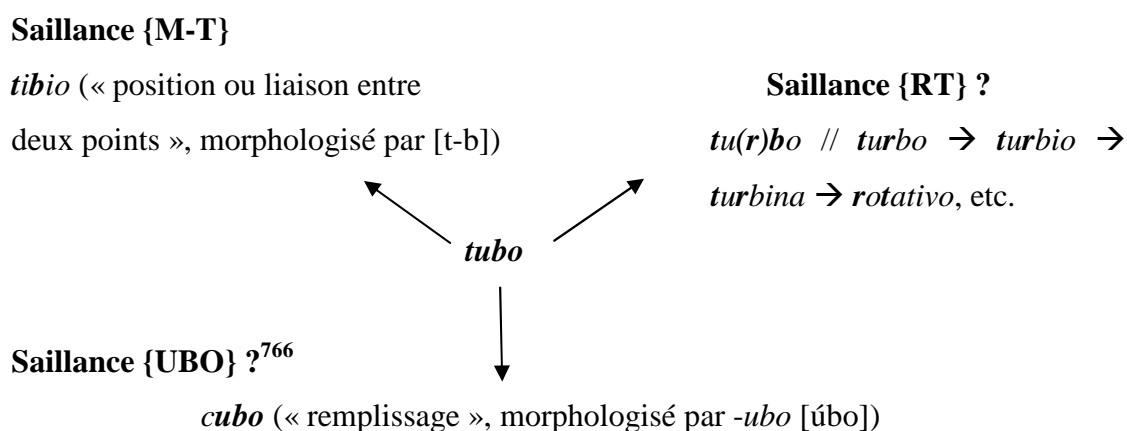 Saillance {M-T}
tibio (« position ou liaison entre
deux points », morphologisé par [t-b])
Saillance {RT} ?
tu(r)bo // turbo → turbio →
turbina → rotativo, etc.
tubo
Saillance {UBO} ?766
cubo (« remplissage », morphologisé par -ubo [úbo])